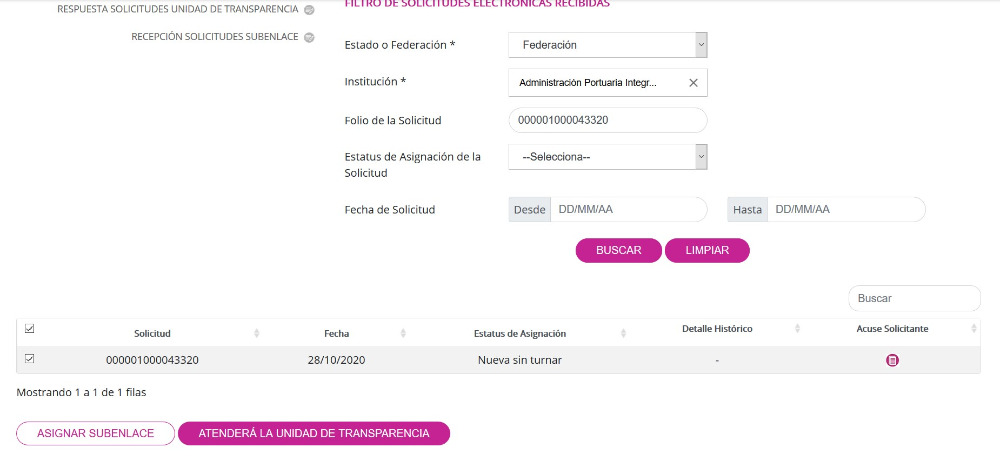 RESPUESTA SOLICITUDES UNIDAD DE TRANSPARENCIA
RECEPCIÓN SOLICITUDES SUBENLACE
FILTRO DE SOLICITUDES ELECTRÓNICAS RECIBIDAS
Estado o Federación *
Federación
Institución *
Administración Portuaria Integr...
Folio de la Solicitud
000001000043320
Estatus de Asignación de la
Solicitud
--Selecciona--
Fecha de Solicitud
Desde DD/MM/AA
Hasta DD/MM/AA
BUSCAR
LIMPIAR
Buscar
Solicitud Fecha Estatus de Asignación Detalle Histórico Acuse Solicitante
000001000043320 28/10/2020 Nueva sin turnar -
Mostrando 1 a 1 de 1 filas
ASIGNAR SUBENLACE
ATENDERÁ LA UNIDAD DE TRANSPARENCIA